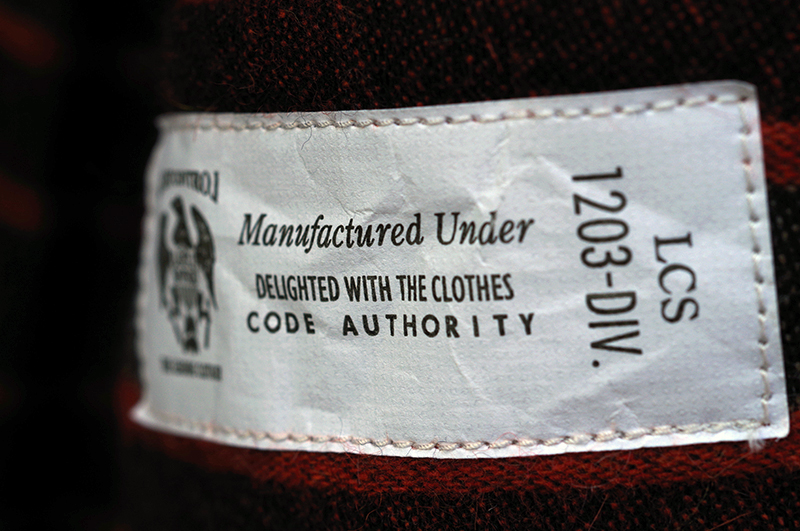 Manufactured Under
DELIGHTED WITH THE CLOTHES
CODE AUTHORITY
1203-DIV.
LCS